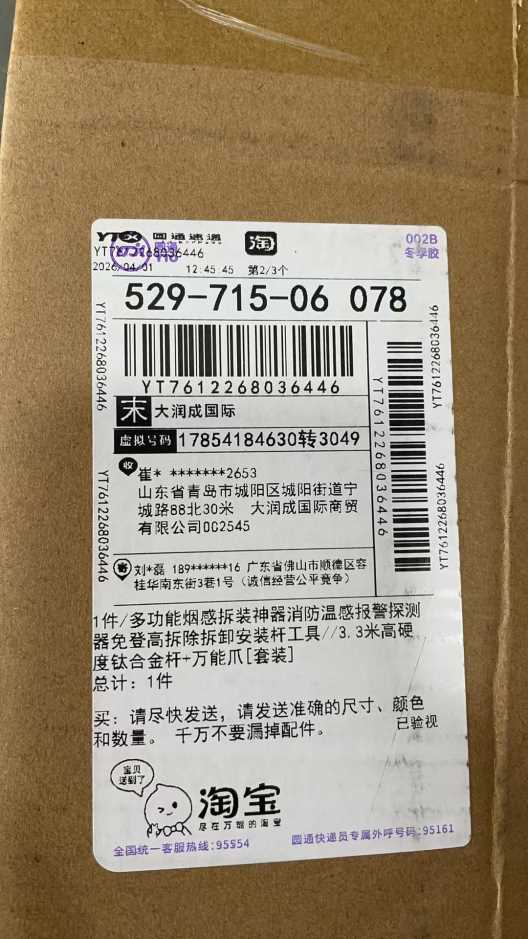 YTO 圆通速递
淘
002B
冬季胶
YT7612268036446
2026/04/01 12:45:45 第2/3个
529-715-06 078
YT7612268036446
末 大润成国际
虚拟号码 17854184630转3049
收 崔* *******2653
山东省青岛市城阳区城阳街道宁
城路88北30米 大润成国际商贸
有限公司002545
寄 刘*磊 189******16 广东省佛山市顺德区容
桂华南东街3巷1号（诚信经营公平竞争）
YT7612268036446
YT7612268036446
YT7612268036446
YT7612268036446
YT7612268036446
1件/多功能烟感拆装神器消防温感报警探测
器免登高拆除拆卸安装杆工具//3.3米高硬
度钛合金杆+万能爪[套装]
总计: 1件
买: 请尽快发送, 请发送准确的尺寸、颜色
和数量。 千万不要漏掉配件。
已验视
宝贝
送到了
淘宝
尽在万能的淘宝
全国统一客服热线:95554
圆通快递员专属外呼号码:95161